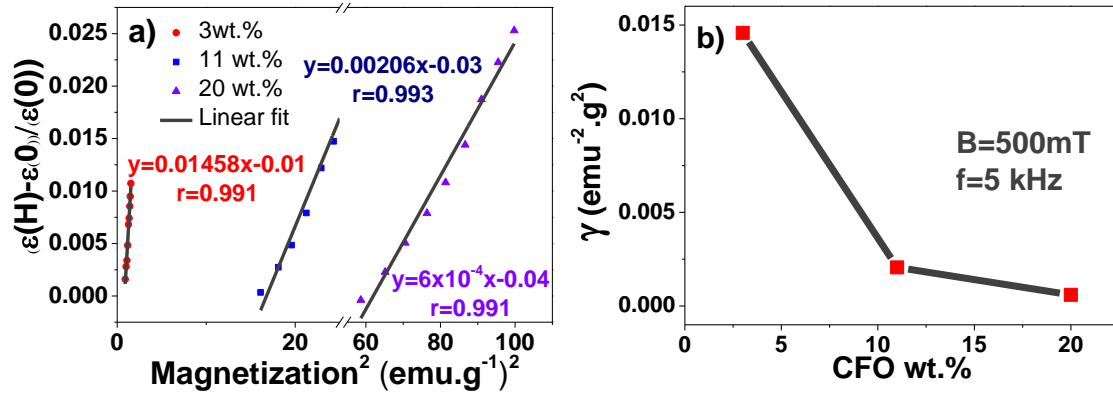 a)
3wt.%
11 wt.%
20 wt.%
Linear fit
y=0.00206x-0.03
r=0.993
y=0.01458x-0.01
r=0.991
y=6x10⁻⁴x-0.04
r=0.991
(ε(H)-ε(0))/ε(0))
0.025
0.020
0.015
0.010
0.005
0.000
0 20 60 80 100
Magnetization² (emu.g⁻¹)²
b)
B=500mT
f=5 kHz
γ (emu⁻².g²)
0.015
0.010
0.005
0.000
0 5 10 15 20
CFO wt.%